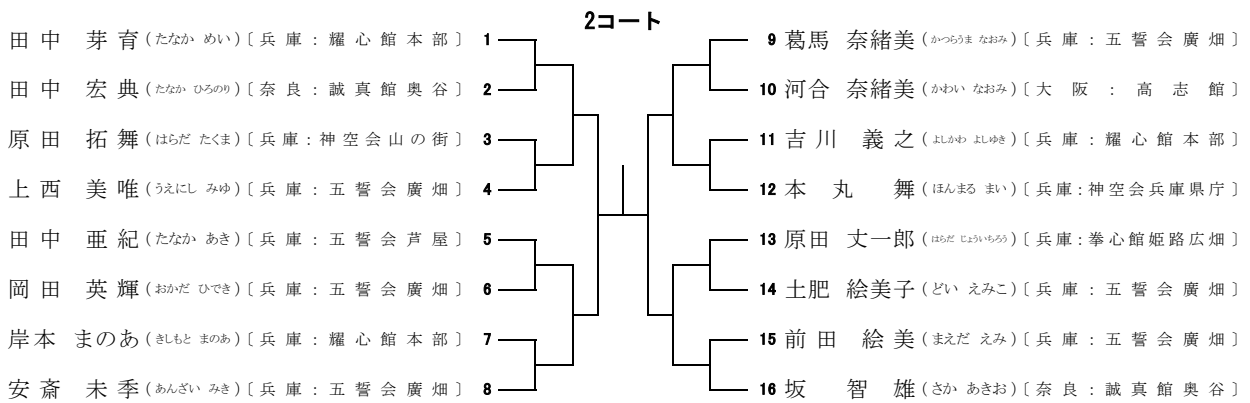 2コート
田中 芽育(たなか めい)〔兵庫:耀心館本部〕 1
田中 宏典(たなか ひろのり)〔奈良:誠真館奥谷〕 2
原田 拓舞(はらだ たくま)〔兵庫:神空会山の街〕 3
上西 美唯(うえにし みゆ)〔兵庫:五誓会廣畑〕 4
田中 亜紀(たなか あき)〔兵庫:五誓会芦屋〕 5
岡田 英輝(おかだ ひでき)〔兵庫:五誓会廣畑〕 6
岸本 まのあ(きしもと まのあ)〔兵庫:耀心館本部〕 7
安斎 未季(あんざい みき)〔兵庫:五誓会廣畑〕 8
9 葛馬 奈緒美(かつらうま なおみ)〔兵庫:五誓会廣畑〕
10 河合 奈緒美(かわい なおみ)〔大阪:高志館〕
11 吉川 義之(よしかわ よしゆき)〔兵庫:耀心館本部〕
12 本丸 舞(ほんまる まい)〔兵庫:神空会兵庫県庁〕
13 原田 丈一郎(はらだ じょういちろう)〔兵庫:拳心館姫路広畑〕
14 土肥 絵美子(どい えみこ)〔兵庫:五誓会廣畑〕
15 前田 絵美(まえだ えみ)〔兵庫:五誓会廣畑〕
16 坂 智雄(さか あきお)〔奈良:誠真館奥谷〕